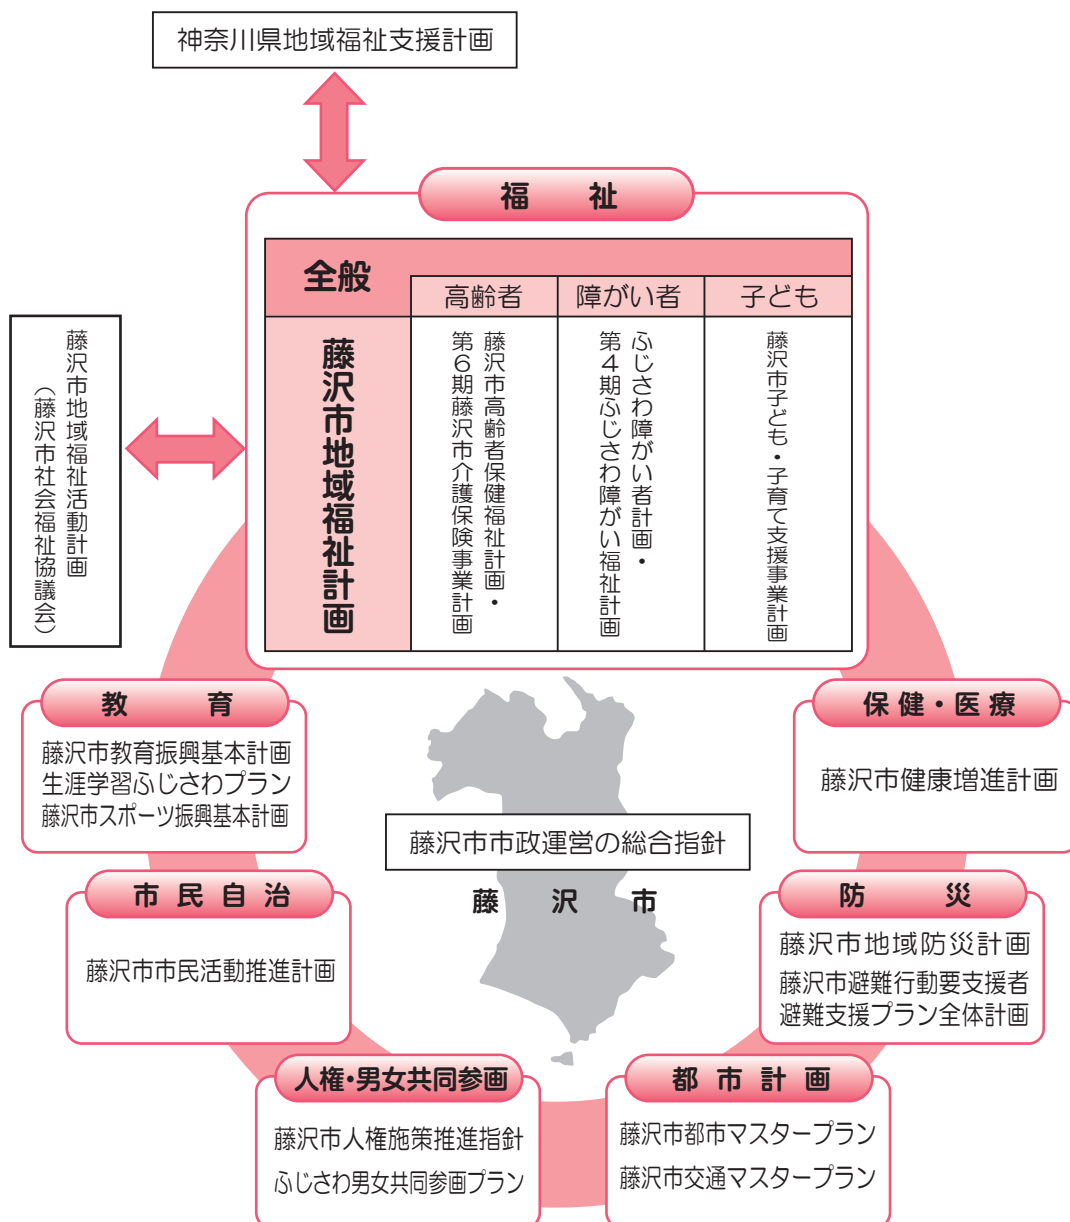 神奈川県地域福祉支援計画
福祉
全般
高齢者
障がい者
子ども
藤沢市地域福祉計画
藤沢市高齢者保健福祉計画・
第6期藤沢市介護保険事業計画
ふじさわ障がい者計画・
第4期ふじさわ障がい福祉計画
藤沢市子ども・子育て支援事業計画
藤沢市地域福祉活動計画
（藤沢市社会福祉協議会）
教育
藤沢市教育振興基本計画
生涯学習ふじさわプラン
藤沢市スポーツ振興基本計画
保健・医療
藤沢市健康増進計画
藤沢市市政運営の総合指針
藤沢市
市民自治
藤沢市市民活動推進計画
防災
藤沢市地域防災計画
藤沢市避難行動要支援者
避難支援プラン全体計画
人権・男女共同参画
藤沢市人権施策推進指針
ふじさわ男女共同参画プラン
都市計画
藤沢市都市マスタープラン
藤沢市交通マスタープラン